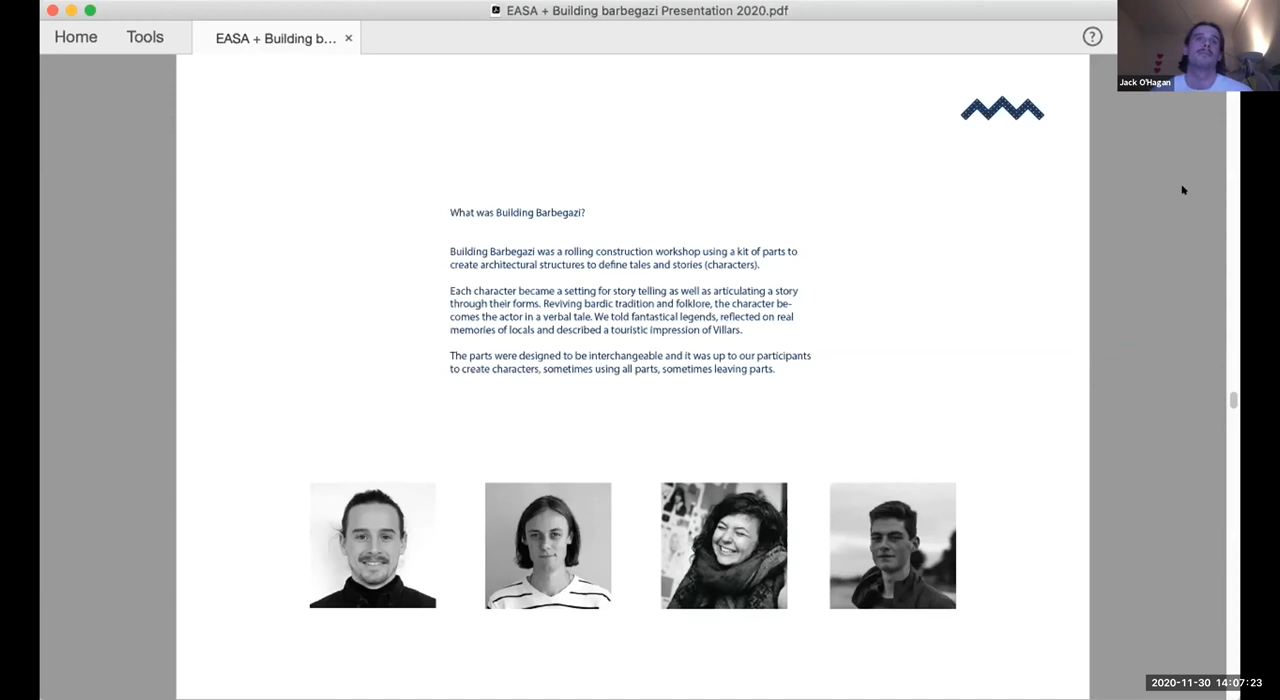 EASA + Building barbegazi Presentation 2020.pdf
Home
Tools
EASA + Building b... ×
?
Jack O'Hagan
What was Building Barbegazi?
Building Barbegazi was a rolling construction workshop using a kit of parts to
create architectural structures to define tales and stories (characters).
Each character became a setting for story telling as well as articulating a story
through their forms. Reviving bardic tradition and folklore, the character be-
comes the actor in a verbal tale. We told fantastical legends, reflected on real
memories of locals and described a touristic impression of Villars.
The parts were designed to be interchangeable and it was up to our participants
to create characters, sometimes using all parts, sometimes leaving parts.
2020-11-30 14:07:23